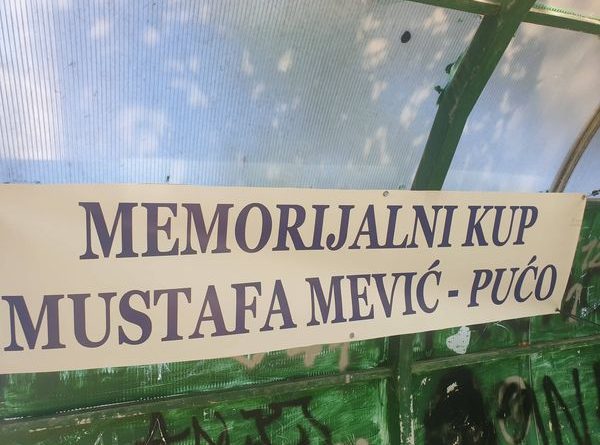 MEMORIJALNI KUP
MUSTAFA MEVIĆ - PUĆO